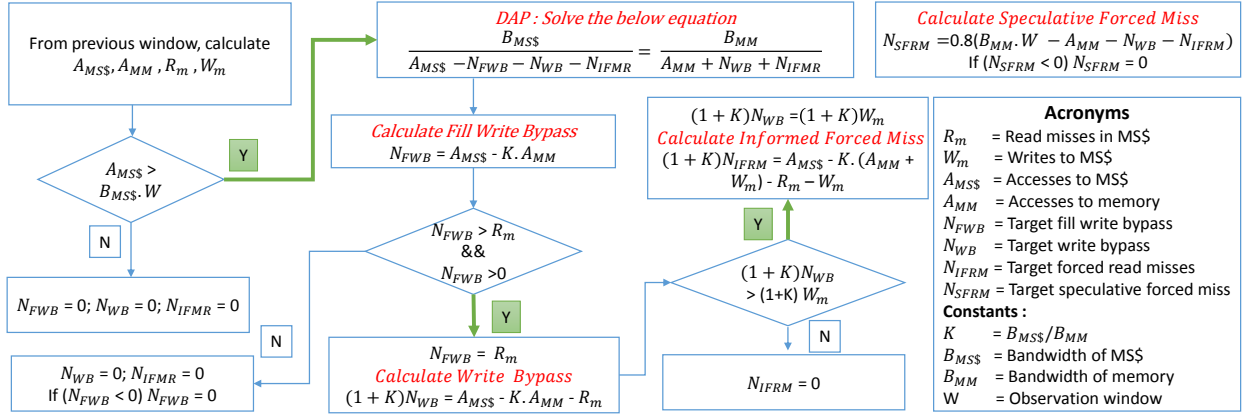 From previous window, calculate
A_{MS$}, A_{MM} , R_m , W_m
A_{MS$} >
B_{MS$}. W
Y
N
N_{FWB} = 0; N_{WB} = 0; N_{IFMR} = 0
DAP : Solve the below equation
B_{MS$} / (A_{MS$} − N_{FWB} − N_{WB} − N_{IFMR}) = B_{MM} / (A_{MM} + N_{WB} + N_{IFMR})
Calculate Fill Write Bypass
N_{FWB} = A_{MS$} - K. A_{MM}
N_{FWB} > R_m
&&
N_{FWB} >0
N
N_{WB} = 0; N_{IFMR} = 0
If (N_{FWB} < 0) N_{FWB} = 0
Y
N_{FWB} = R_m
Calculate Write Bypass
(1 + K)N_{WB} = A_{MS$} - K. A_{MM} - R_m
(1 + K)N_{WB}
> (1+K) W_m
Y
(1 + K)N_{WB} =(1 + K)W_m
Calculate Informed Forced Miss
(1 + K)N_{IFRM} = A_{MS$} - K. (A_{MM} +
W_m) - R_m − W_m
N
N_{IFRM} = 0
Calculate Speculative Forced Miss
N_{SFRM} =0.8(B_{MM}. W − A_{MM} − N_{WB} − N_{IFRM})
If (N_{SFRM} < 0) N_{SFRM} = 0
Acronyms
R_m = Read misses in MS$
W_m = Writes to MS$
A_{MS$} = Accesses to MS$
A_{MM} = Accesses to memory
N_{FWB} = Target fill write bypass
N_{WB} = Target write bypass
N_{IFRM} = Target forced read misses
N_{SFRM} = Target speculative forced miss
Constants :
K = B_{MS$}/B_{MM}
B_{MS$} = Bandwidth of MS$
B_{MM} = Bandwidth of memory
W = Observation window